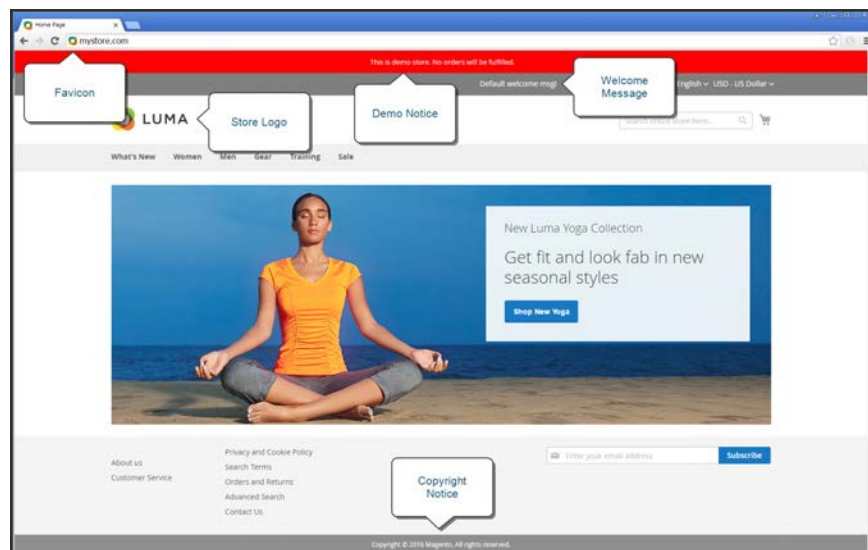 Home Page
mystore.com
This is demo store. No orders will be fulfilled.
Default welcome msg!
English
USD - US Dollar
Favicon
Welcome
Message
Demo Notice
LUMA
Store Logo
Search entire store here...
What's New Women Men Gear Training Sale
New Luma Yoga Collection
Get fit and look fab in new
seasonal styles
Shop New Yoga
About us
Customer Service
Privacy and Cookie Policy
Search Terms
Orders and Returns
Advanced Search
Contact Us
Enter your email address
Subscribe
Copyright
Notice
Copyright © 2016 Magento. All rights reserved.